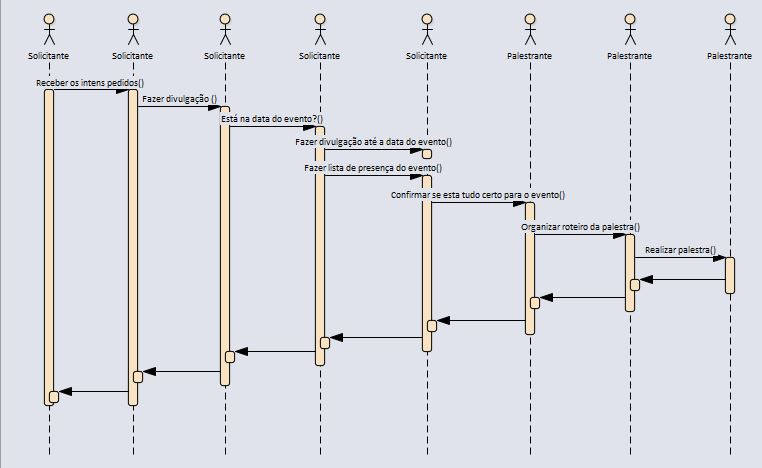 Solicitante Solicitante Solicitante Solicitante Solicitante Palestrante Palestrante Palestrante
Receber os intens pedidos()
Fazer divulgação ()
Está na data do evento?()
Fazer divulgação até a data do evento()
Fazer lista de presença do evento()
Confirmar se esta tudo certo para o evento()
Organizar roteiro da palestra()
Realizar palestra()